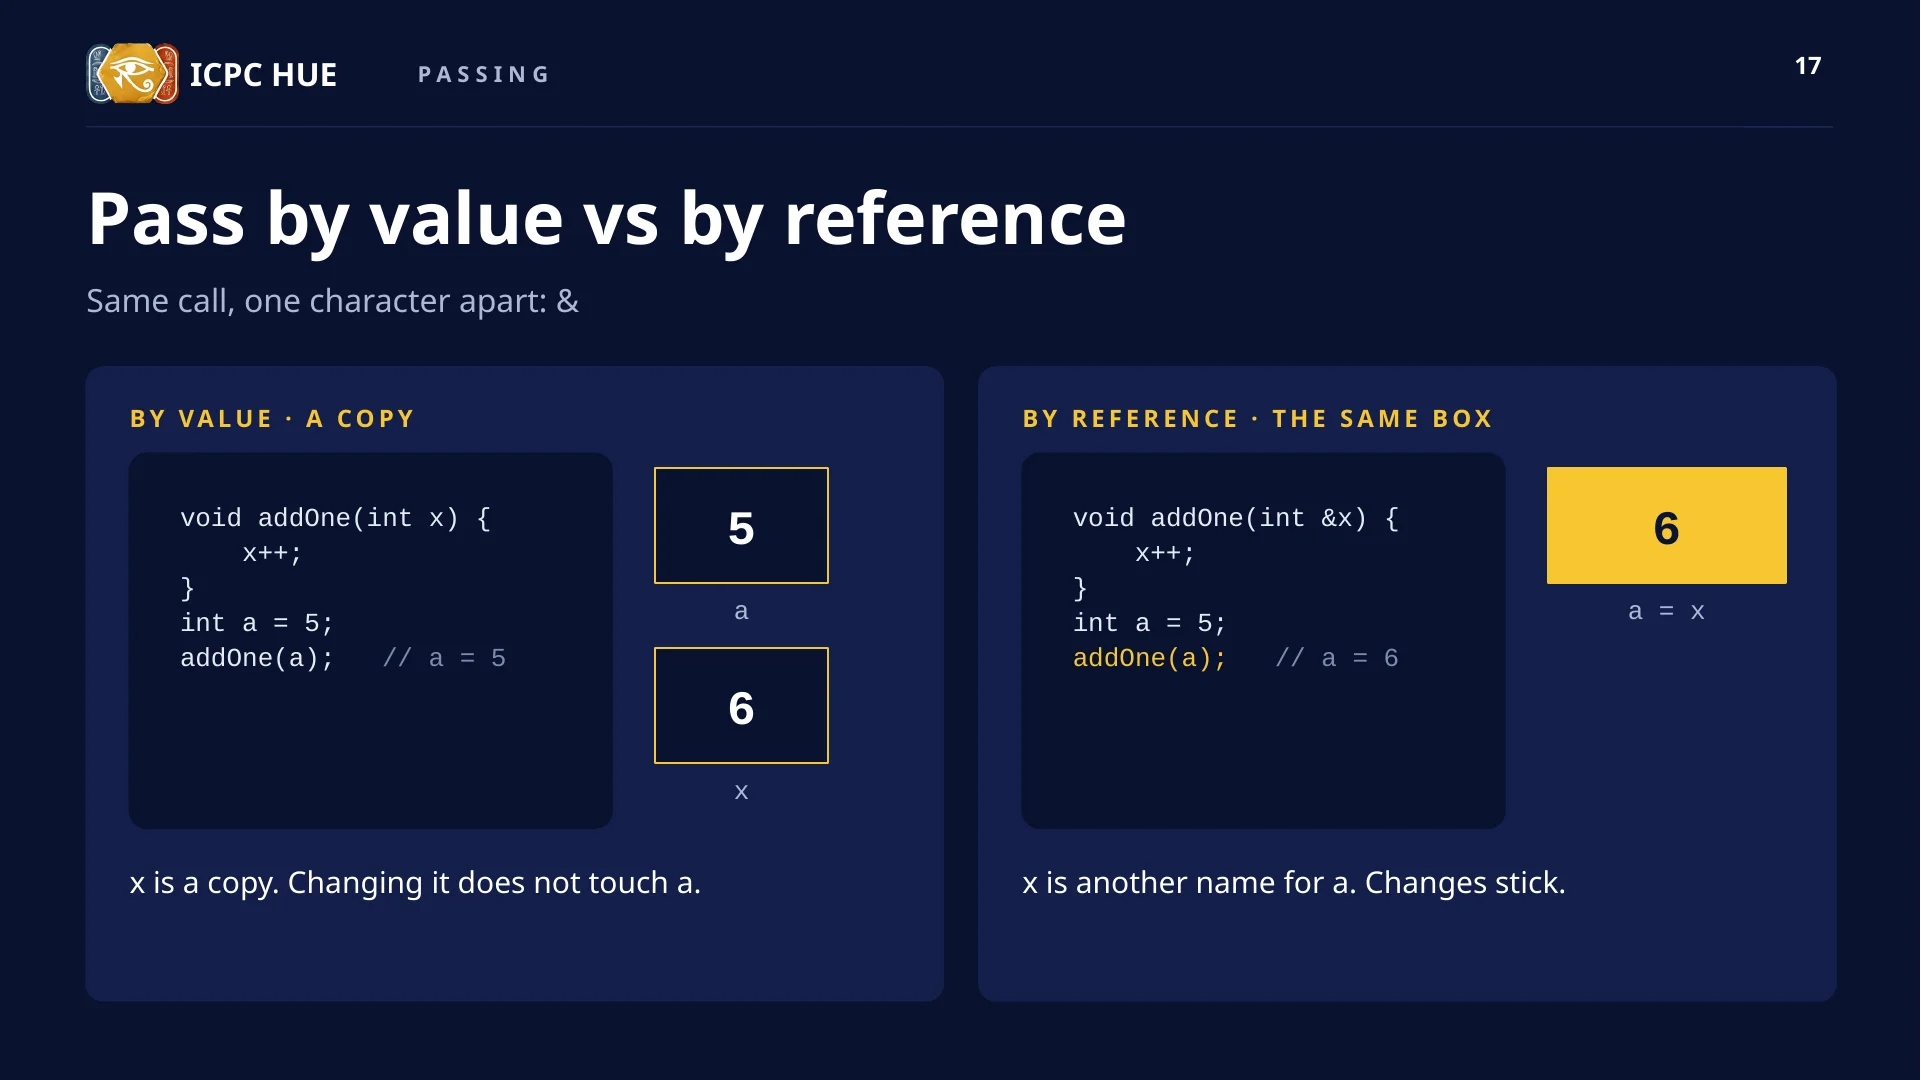 ICPC HUE
PASSING
17
Pass by value vs by reference
Same call, one character apart: &
BY VALUE · A COPY
void addOne(int x) {
    x++;
}
int a = 5;
addOne(a);   // a = 5
5
a
6
x
x is a copy. Changing it does not touch a.
BY REFERENCE · THE SAME BOX
void addOne(int &x) {
    x++;
}
int a = 5;
addOne(a);   // a = 6
6
a = x
x is another name for a. Changes stick.